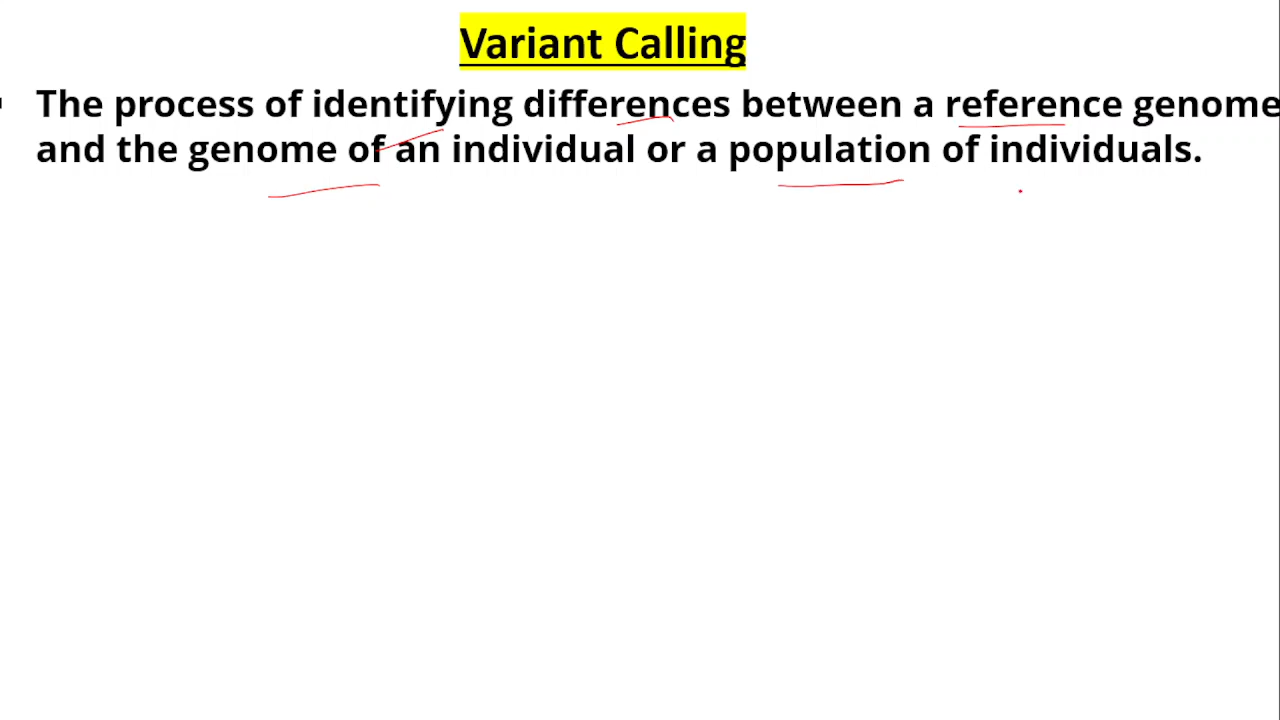 Variant Calling
The process of identifying differences between a reference genome
and the genome of an individual or a population of individuals.